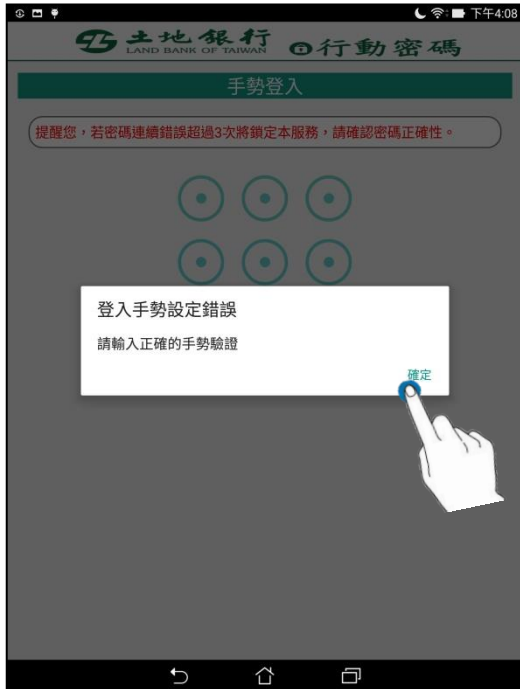 下午4:08
土地銀行 行動密碼
LAND BANK OF TAIWAN
手勢登入
提醒您，若密碼連續錯誤超過3次將鎖定本服務，請確認密碼正確性。
登入手勢設定錯誤
請輸入正確的手勢驗證
確定